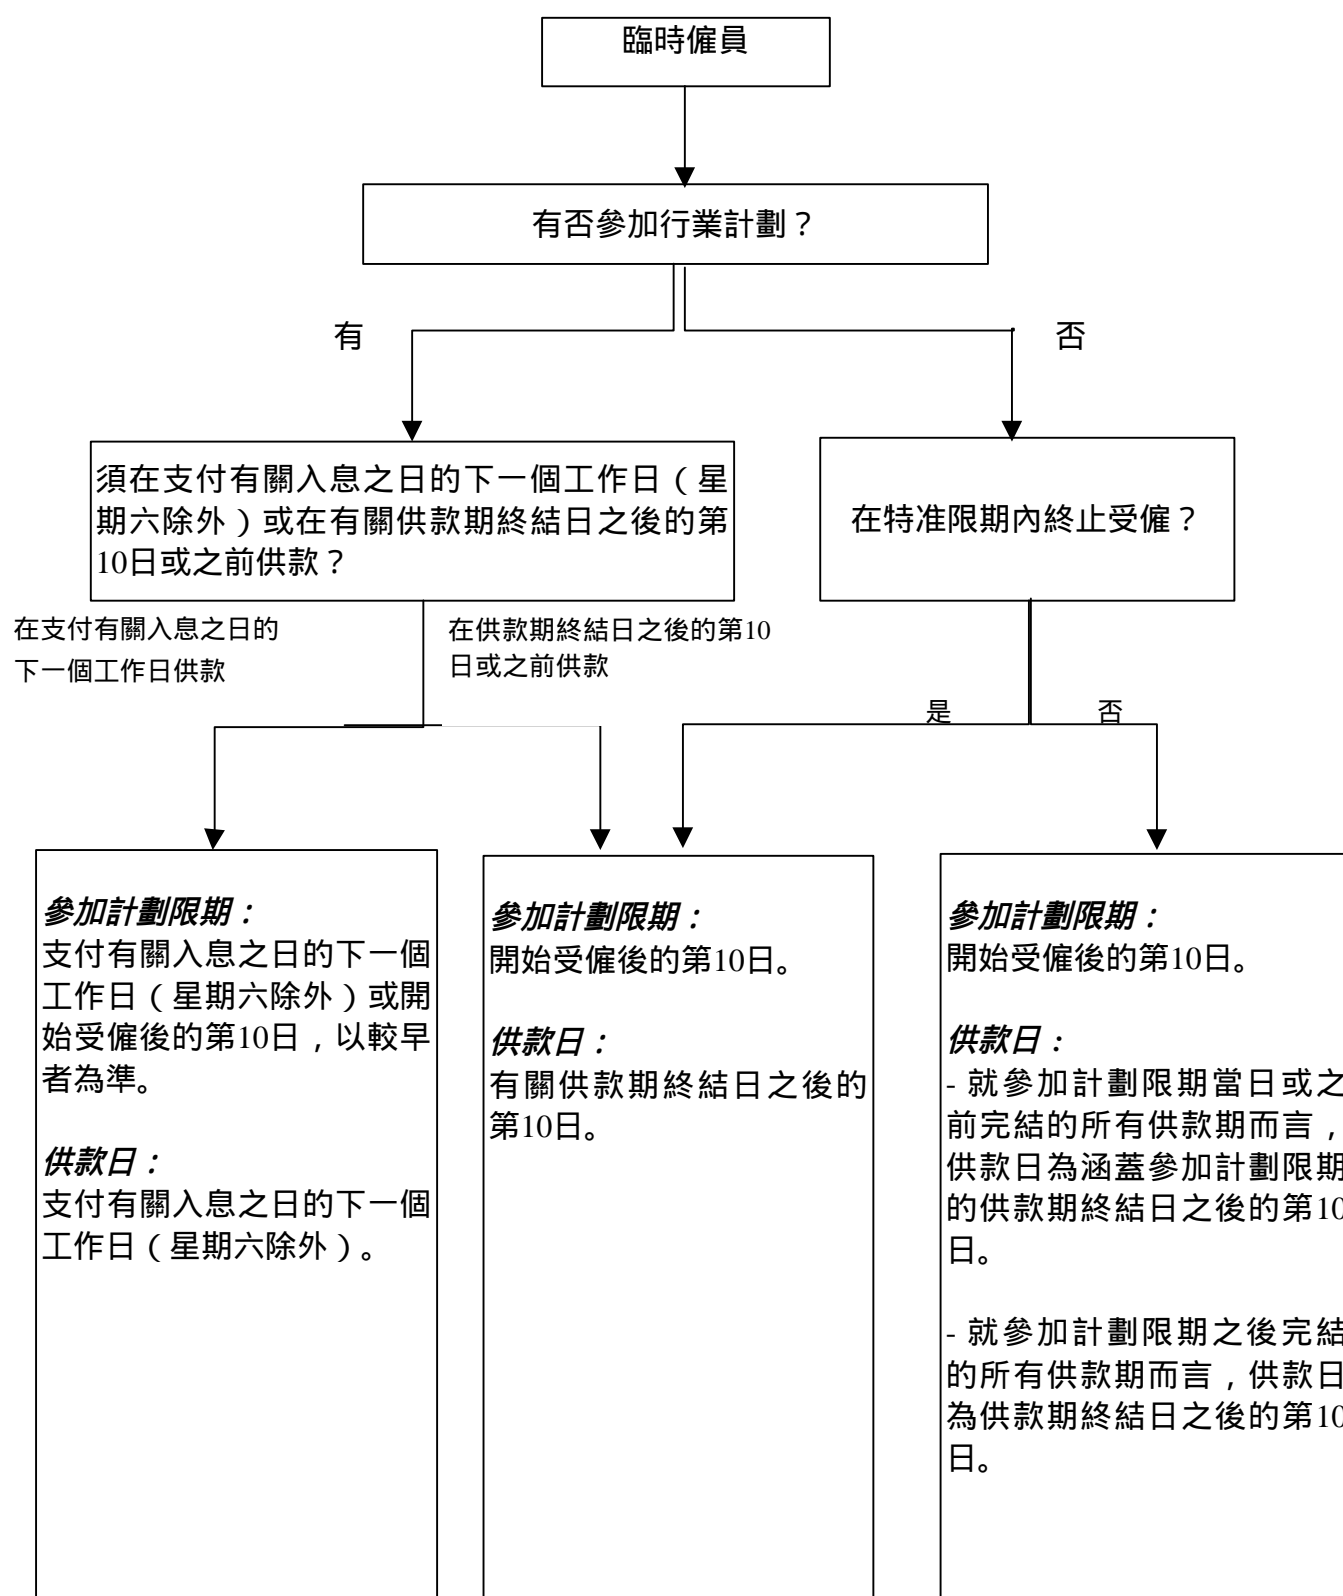 臨時僱員
有否參加行業計劃？
有
否
須在支付有關入息之日的下一個工作日（星
期六除外）或在有關供款期終結日之後的第
10日或之前供款？
在特准限期內終止受僱？
在支付有關入息之日的
下一個工作日供款
在供款期終結日之後的第10
日或之前供款
是
否
參加計劃限期：
支付有關入息之日的下一個
工作日（星期六除外）或開
始受僱後的第10日，以較早
者為準。
供款日：
支付有關入息之日的下一個
工作日（星期六除外）。
參加計劃限期：
開始受僱後的第10日。
供款日：
有關供款期終結日之後的
第10日。
參加計劃限期：
開始受僱後的第10日。
供款日：
- 就參加計劃限期當日或之
前完結的所有供款期而言，
供款日為涵蓋參加計劃限期
的供款期終結日之後的第10
日。
- 就參加計劃限期之後完結
的所有供款期而言，供款日
為供款期終結日之後的第10
日。